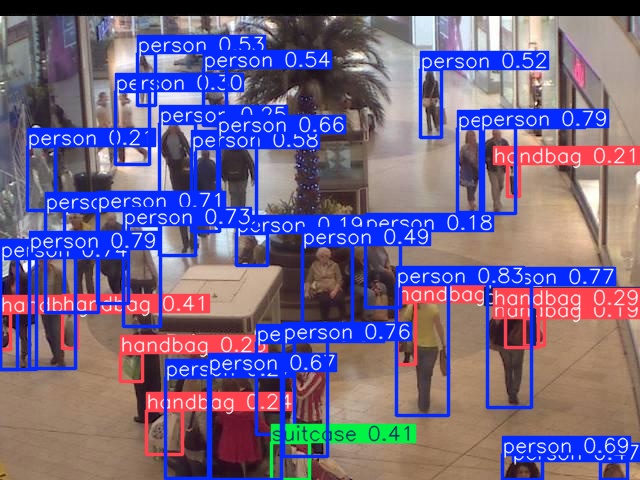 person 0.53
person 0.54
person 0.52
person 0.30
person 0.25
person 0.66
person 0.79
person 0.21
person 0.58
handbag 0.21
person 0.71
person 0.73
person 0.19
person 0.18
person 0.79
person 0.49
person 0.74
person 0.83
person 0.77
handbag 0.41
handbag
handbag 0.29
handbag 0.19
person 0.76
handbag 0.26
person 0.67
handbag 0.24
suitcase 0.41
person 0.69